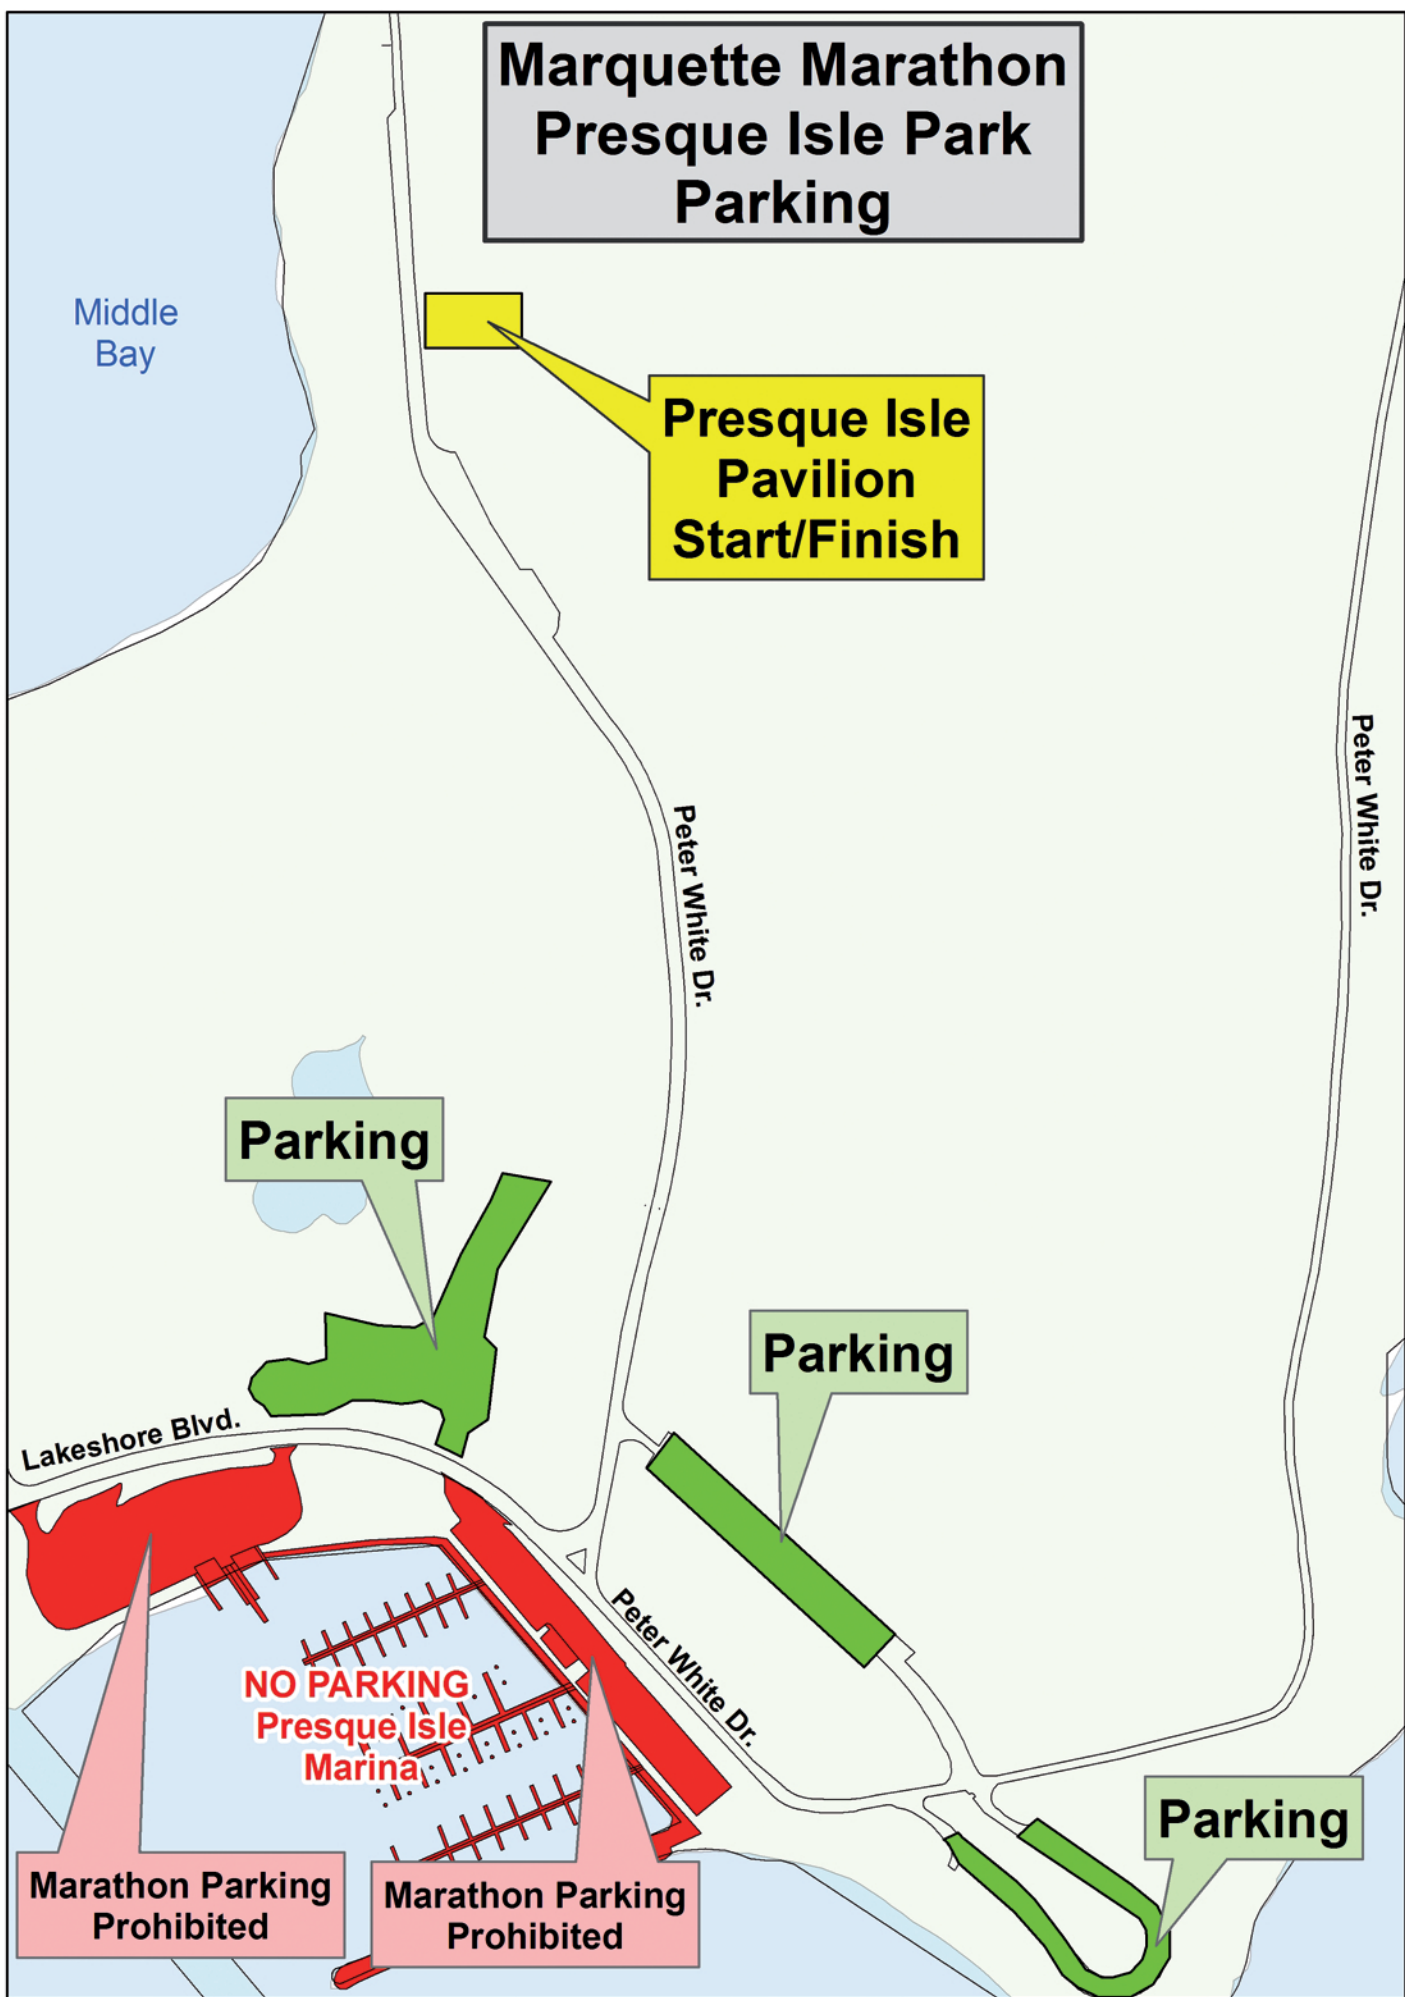 Marquette Marathon
Presque Isle Park
Parking
Middle
Bay
Presque Isle
Pavilion
Start/Finish
Peter White Dr.
Peter White Dr.
Parking
Parking
Lakeshore Blvd.
Peter White Dr.
NO PARKING
Presque Isle
Marina
Parking
Marathon Parking
Prohibited
Marathon Parking
Prohibited